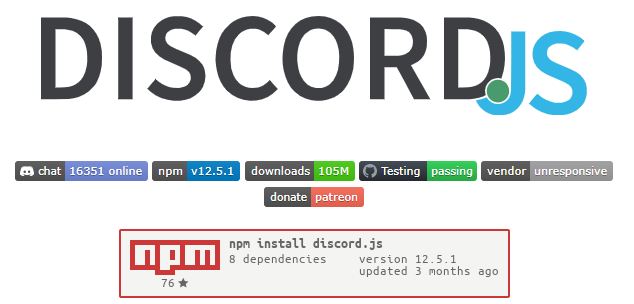 DISCORD.JS
chat 16351 online npm v12.5.1 downloads 105M Testing passing vendor unresponsive
donate patreon
npm npm install discord.js
8 dependencies version 12.5.1
updated 3 months ago
76 ★